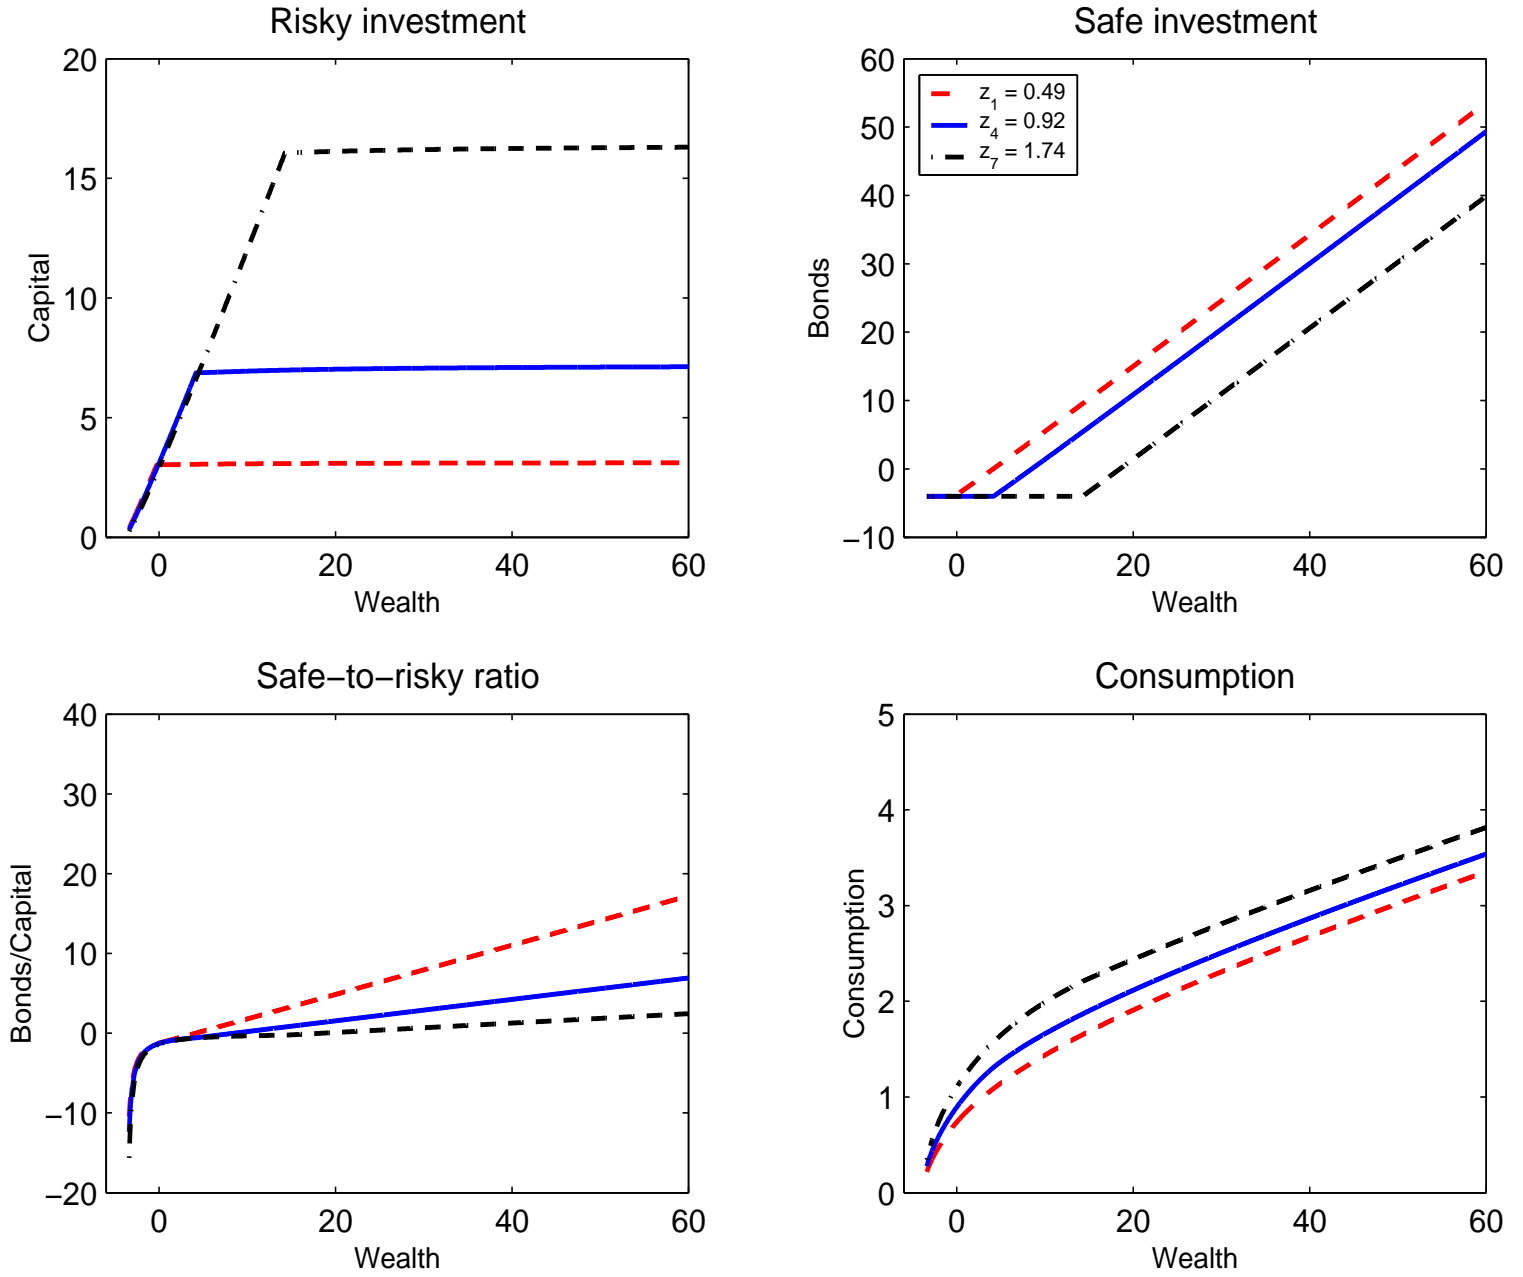 Risky investment
20
15
10
5
0
Capital
0 20 40 60
Wealth
Safe investment
60
50
40
30
20
10
0
−10
Bonds
z1 = 0.49
z4 = 0.92
z7 = 1.74
0 20 40 60
Wealth
Safe−to−risky ratio
40
30
20
10
0
−10
−20
Bonds/Capital
0 20 40 60
Wealth
Consumption
5
4
3
2
1
0
Consumption
0 20 40 60
Wealth